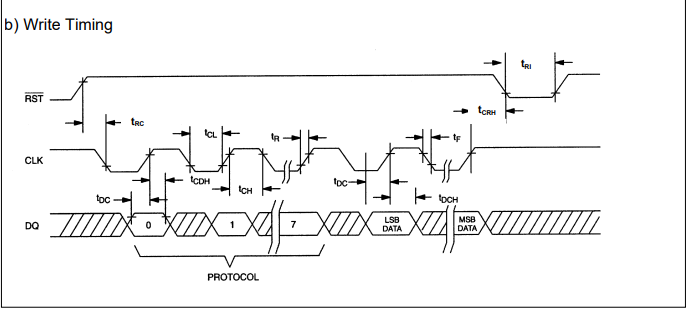 b) Write Timing
tRI
RST
tCRH
tRC
tCL
tR
tF
CLK
tCDH
tCH
tDC
tDC
tDCH
DQ
0
1
7
LSB DATA
MSB DATA
PROTOCOL